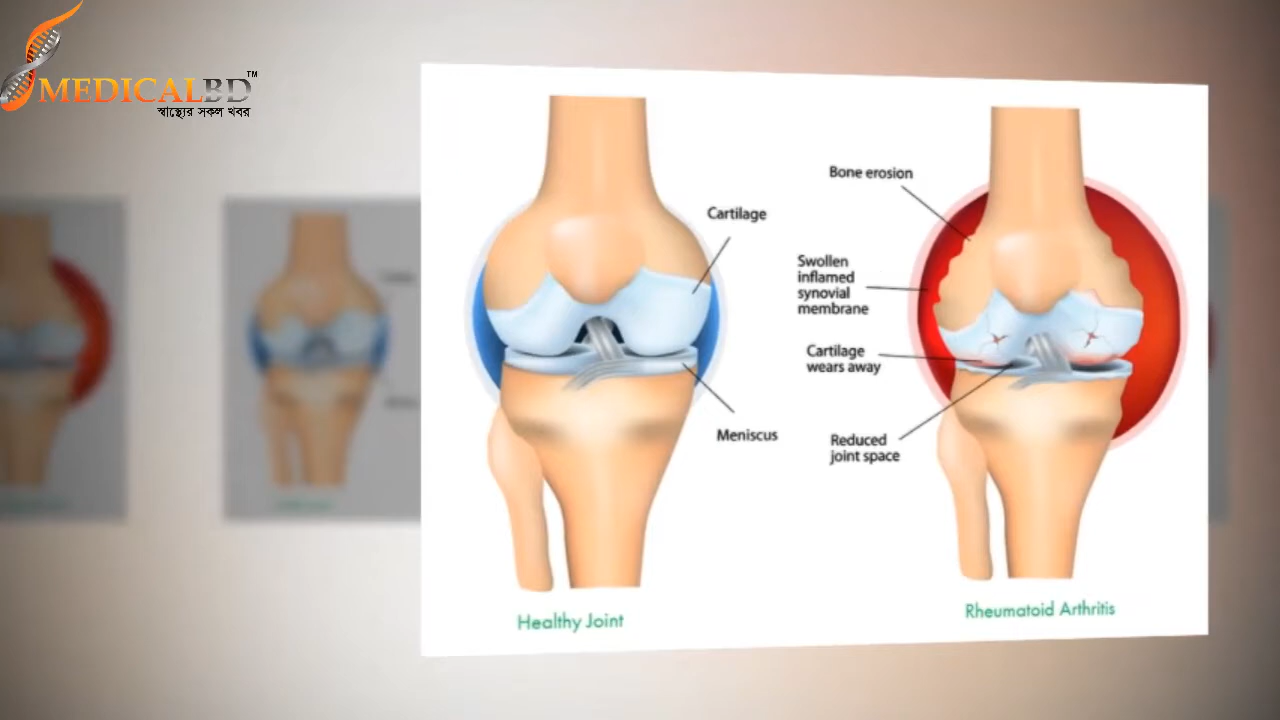 MEDICALBD™
স্বাস্থ্যের সকল খবর
Cartilage
Meniscus
Healthy Joint
Bone erosion
Swollen
inflamed
synovial
membrane
Cartilage
wears away
Reduced
joint space
Rheumatoid Arthritis